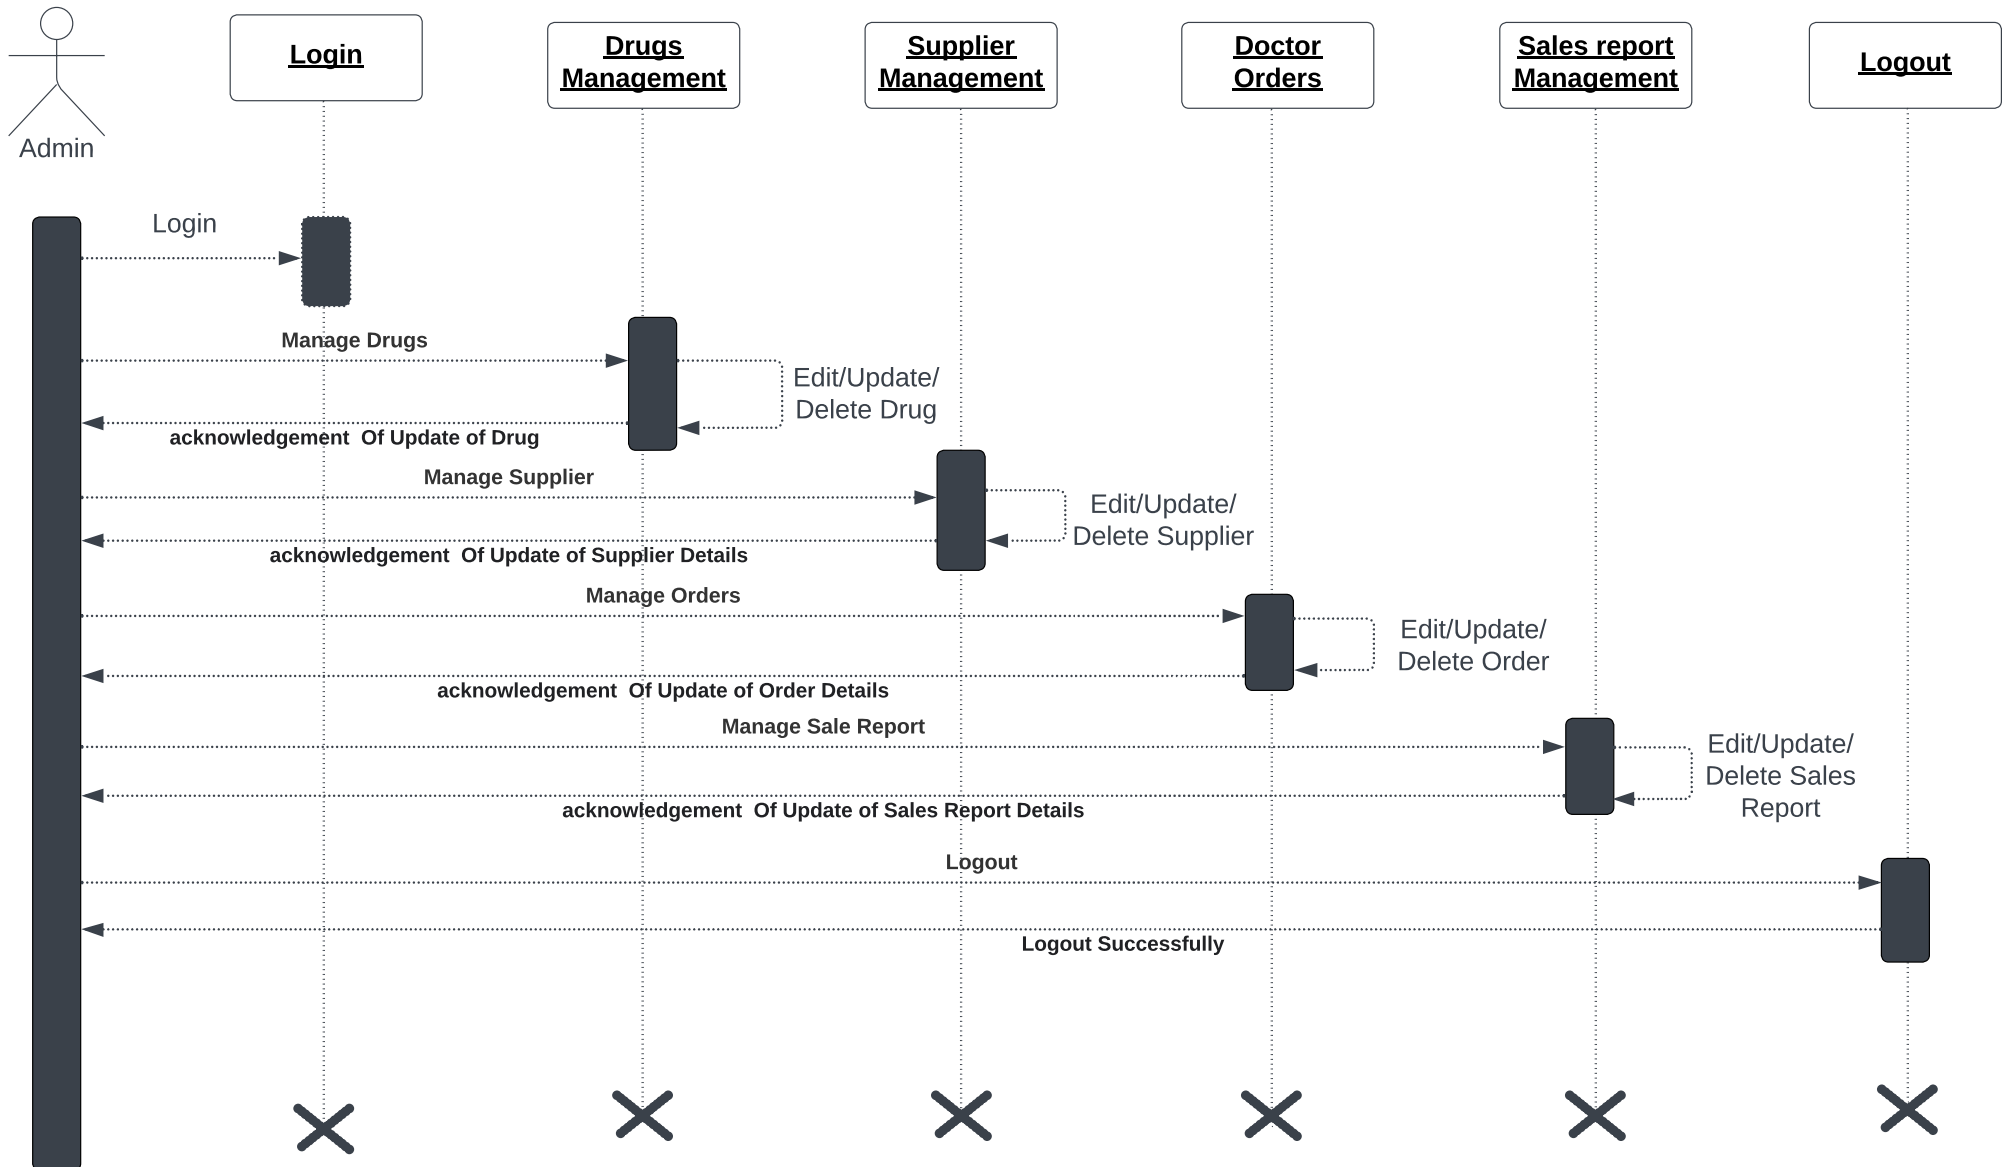 Admin
Login
Drugs
Management
Supplier
Management
Doctor
Orders
Sales report
Management
Logout
Login
Manage Drugs
Edit/Update/
Delete Drug
acknowledgement  Of Update of Drug
Manage Supplier
Edit/Update/
Delete Supplier
acknowledgement  Of Update of Supplier Details
Manage Orders
Edit/Update/
Delete Order
acknowledgement  Of Update of Order Details
Manage Sale Report
Edit/Update/
Delete Sales
Report
acknowledgement  Of Update of Sales Report Details
Logout
Logout Successfully